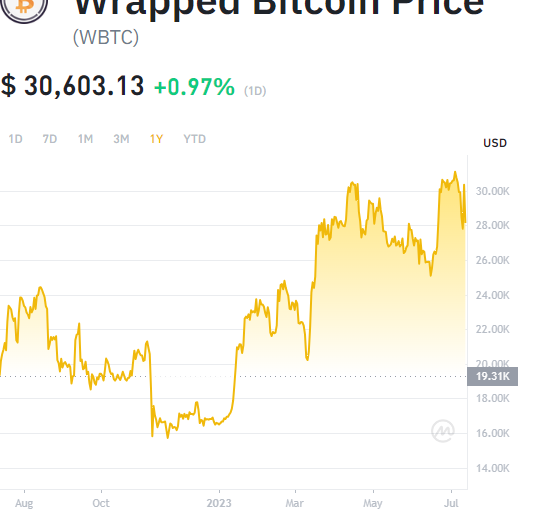 Wrapped Bitcoin Price
(WBTC)
$ 30,603.13 +0.97% (1D)
1D 7D 1M 3M 1Y YTD
USD
30.00K
28.00K
26.00K
24.00K
22.00K
20.00K
19.31K
18.00K
16.00K
14.00K
Aug Oct 2023 Mar May Jul